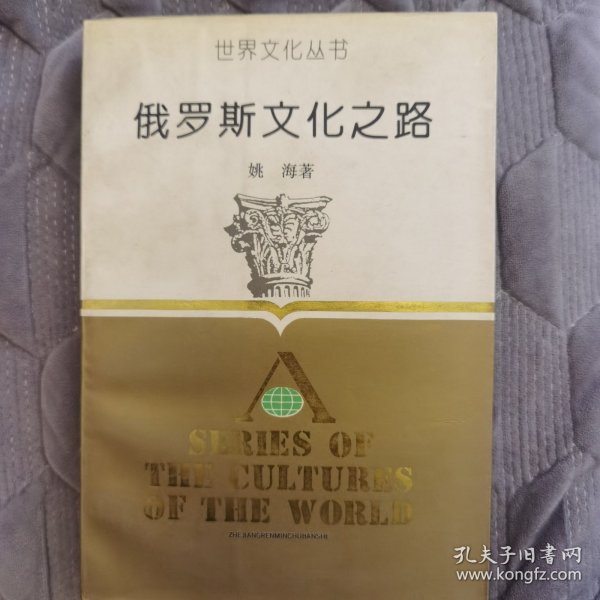 世界文化丛书
俄罗斯文化之路
姚 海著
A
SERIES OF
THE CULTURES
OF THE WORLD
ZHEJIANGRENMINCHUBANSHE
孔夫子旧书网
www.kongfz.com